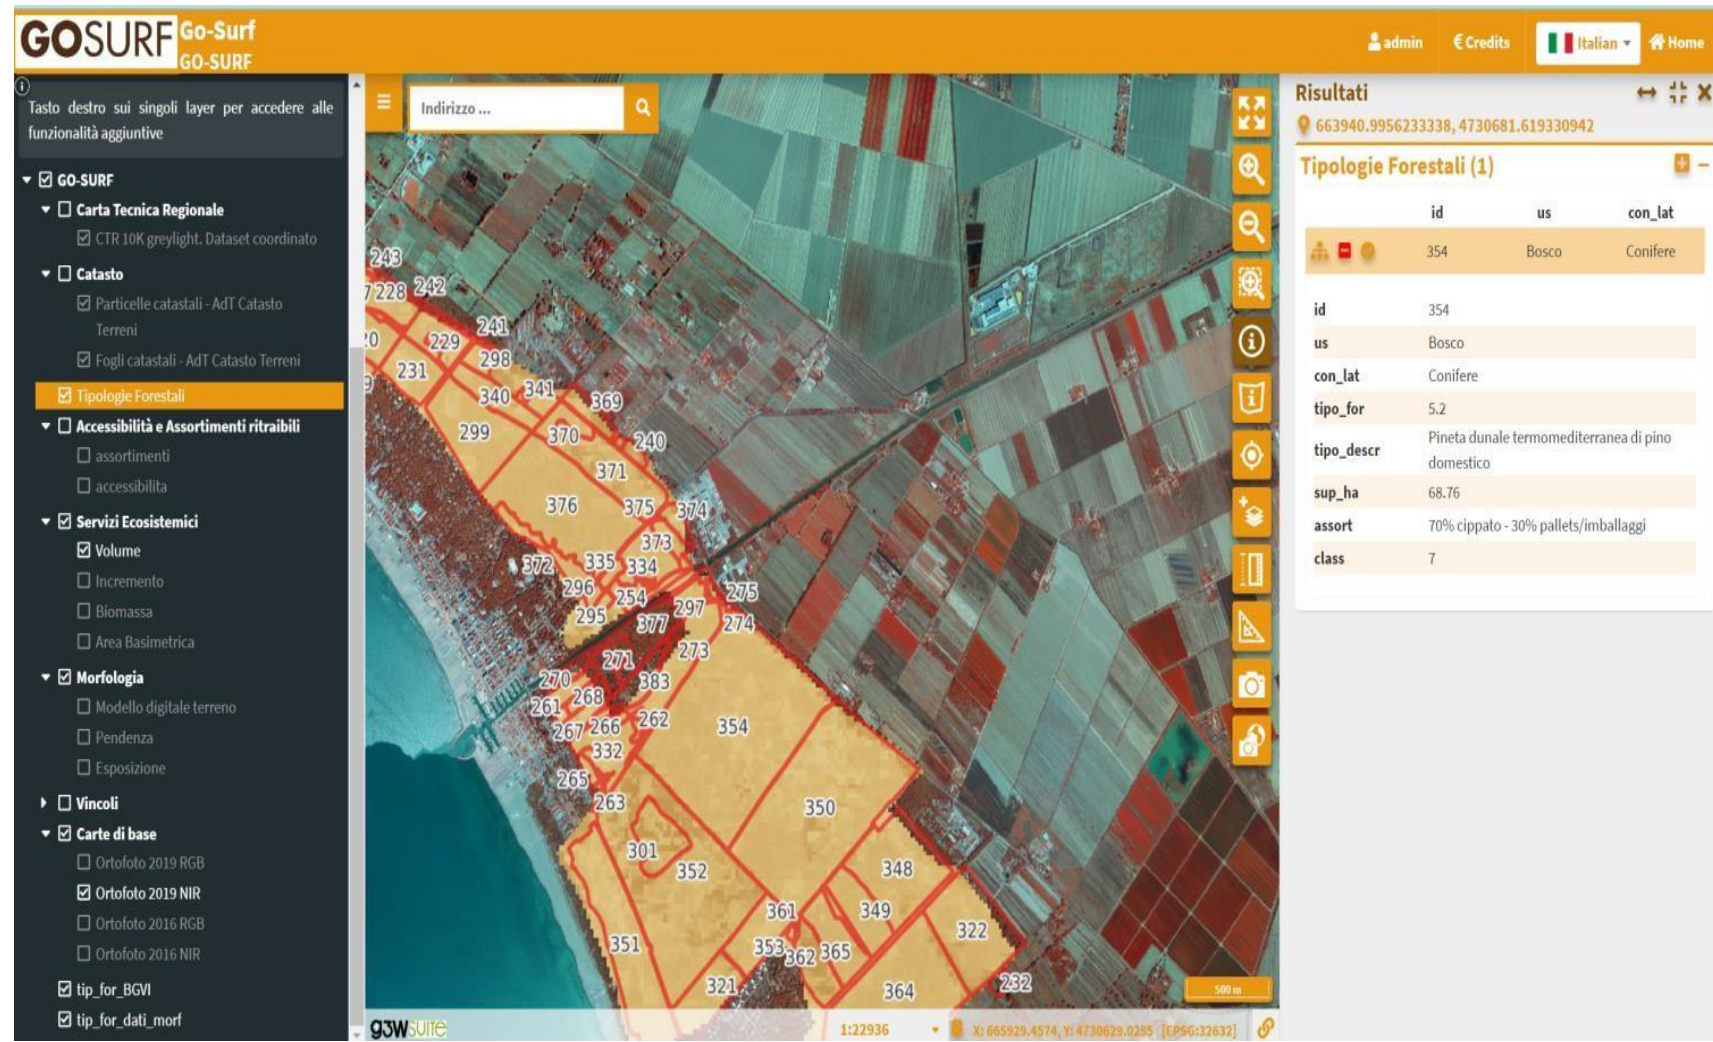 GOSURF Go-Surf
GO-SURF
admin
€ Credits
Italian
Home
Tasto destro sui singoli layer per accedere alle
funzionalità aggiuntive
GO-SURF
Carta Tecnica Regionale
CTR 10K greylight. Dataset coordinato
Catasto
Particelle catastali - AdT Catasto
Terreni
Fogli catastali - AdT Catasto Terreni
Tipologie Forestali
Accessibilità e Assortimenti ritraibili
assortimenti
accessibilita
Servizi Ecosistemici
Volume
Incremento
Biomassa
Area Basimetrica
Morfologia
Modello digitale terreno
Pendenza
Esposizione
Vincoli
Carte di base
Ortofoto 2019 RGB
Ortofoto 2019 NIR
Ortofoto 2016 RGB
Ortofoto 2016 NIR
tip_for_BGVI
tip_for_dati_morf
Indirizzo ...
243
228 242
241
229
298
231
340 341
369
299
370
240
371
376
375 374
373
372
335 334
296
254
275
295
297
377
274
273
271
270
383
268
261
262
267 266
354
332
265
263
350
301
352
348
361
349
322
351
353
362 365
321
364
232
500 m
g3wsuite
1:22936
X: 665929.4574, Y: 4730629.0255 [EPSG:32632]
Risultati
663940.9956233338, 4730681.619330942
Tipologie Forestali (1)
id us con_lat
354 Bosco Conifere
id 354
us Bosco
con_lat Conifere
tipo_for 5.2
tipo_descr Pineta dunale termomediterranea di pino
domestico
sup_ha 68.76
assort 70% cippato - 30% pallets/imballaggi
class 7